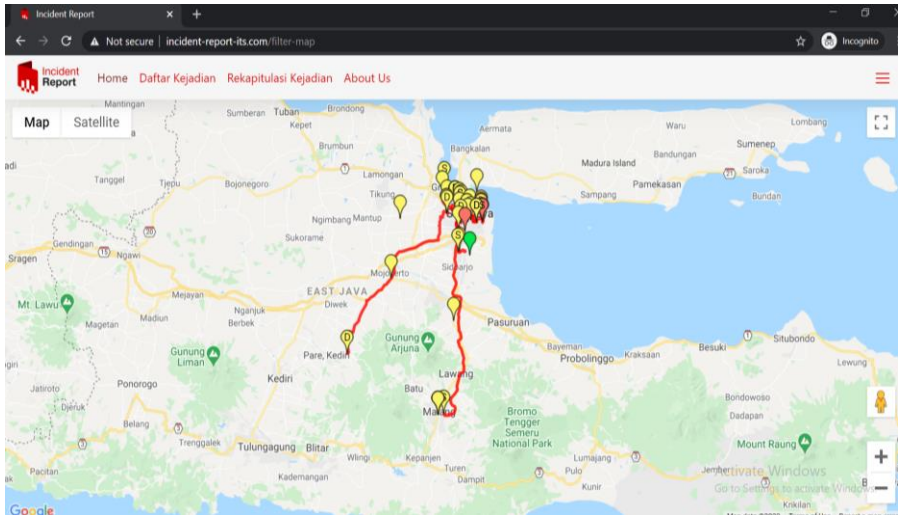 Incident Report
Not secure | incident-report-its.com/filter-map
Incognito
Incident
Report
Home Daftar Kejadian Rekapitulasi Kejadian About Us
Map Satellite
Mantingan
Sumberan Tuban Brondong
Kepet
Aermata
Waru
Lombang
Brumbun
Bangkalan
Bandungan
Sumenep
Madura Island
Saroka
Tanggel
Tjepu
Bojonegoro
Lamongan
Tikung
Sampang
Pamekasan
Bundan
Ngimbang Mantup
Sukorame
Gendingan
Sragen
Ngawi
Sidoarjo
EAST JAVA
Diwek
Mt. Lawu
Mejayan
Nganjuk
Berbek
Magetan
Madiun
Gunung
Arjuna
Pasuruan
Situbondo
Besuki
Bayeman
Probolinggo
Kraksaan
Lewung
Gunung
Liman
Pare, Kediri
Kediri
Lawang
Batu
Jatiroto
Ponorogo
Djeruk
Bondowoso
Dadapan
Malang
Bromo
Tengger
Semeru
National Park
Belang
Trenggalek
Tulungagung Blitar
Wlingi
Kepanjen
Mount Raung
Lumajang
Turen
Dampit
Pulo
Kunir
Pacitan
Kademangan
Jember
Activate Windows
Go to Settings to activate Windows.
Krikilan
Google